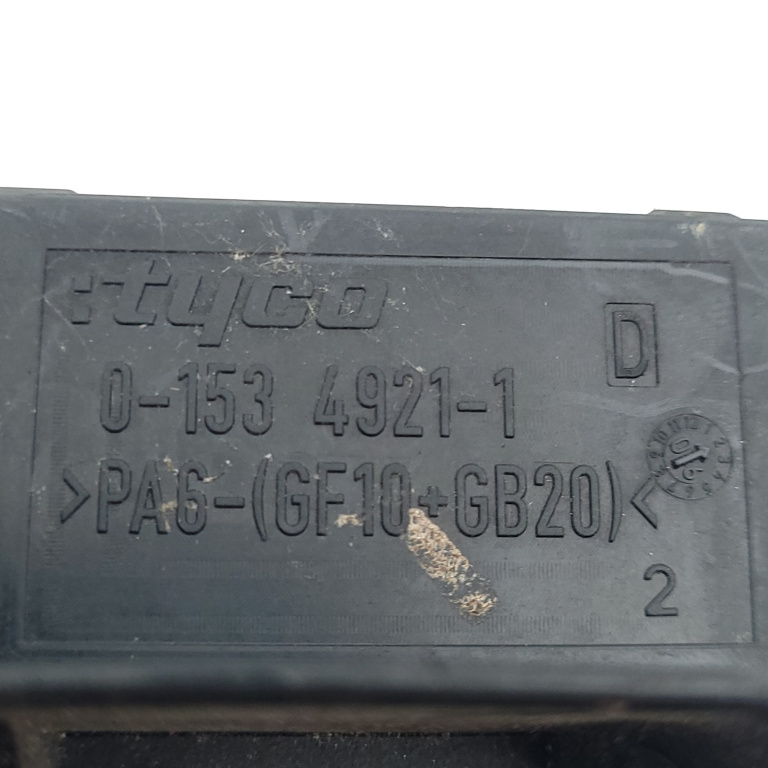 :tyco
D
0-153 4921-1
>PA6-(GF10+GB20)<
2